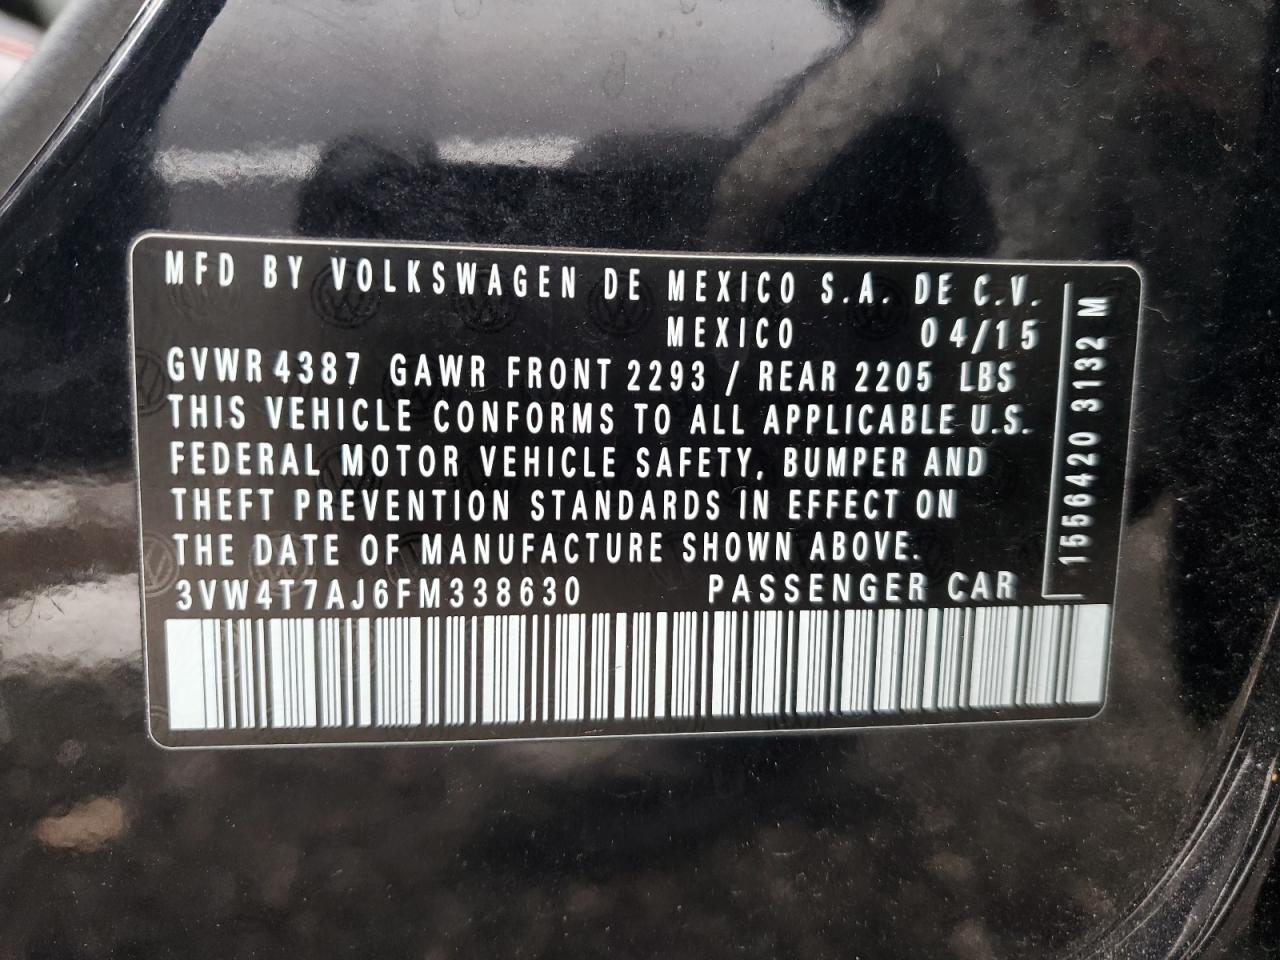 MFD BY VOLKSWAGEN DE MEXICO S.A. DE C.V.
MEXICO 04/15
GVWR 4387 GAWR FRONT 2293 / REAR 2205 LBS
THIS VEHICLE CONFORMS TO ALL APPLICABLE U.S.
FEDERAL MOTOR VEHICLE SAFETY, BUMPER AND
THEFT PREVENTION STANDARDS IN EFFECT ON
THE DATE OF MANUFACTURE SHOWN ABOVE.
3VW4T7AJ6FM338630 PASSENGER CAR
1556420 3132 M